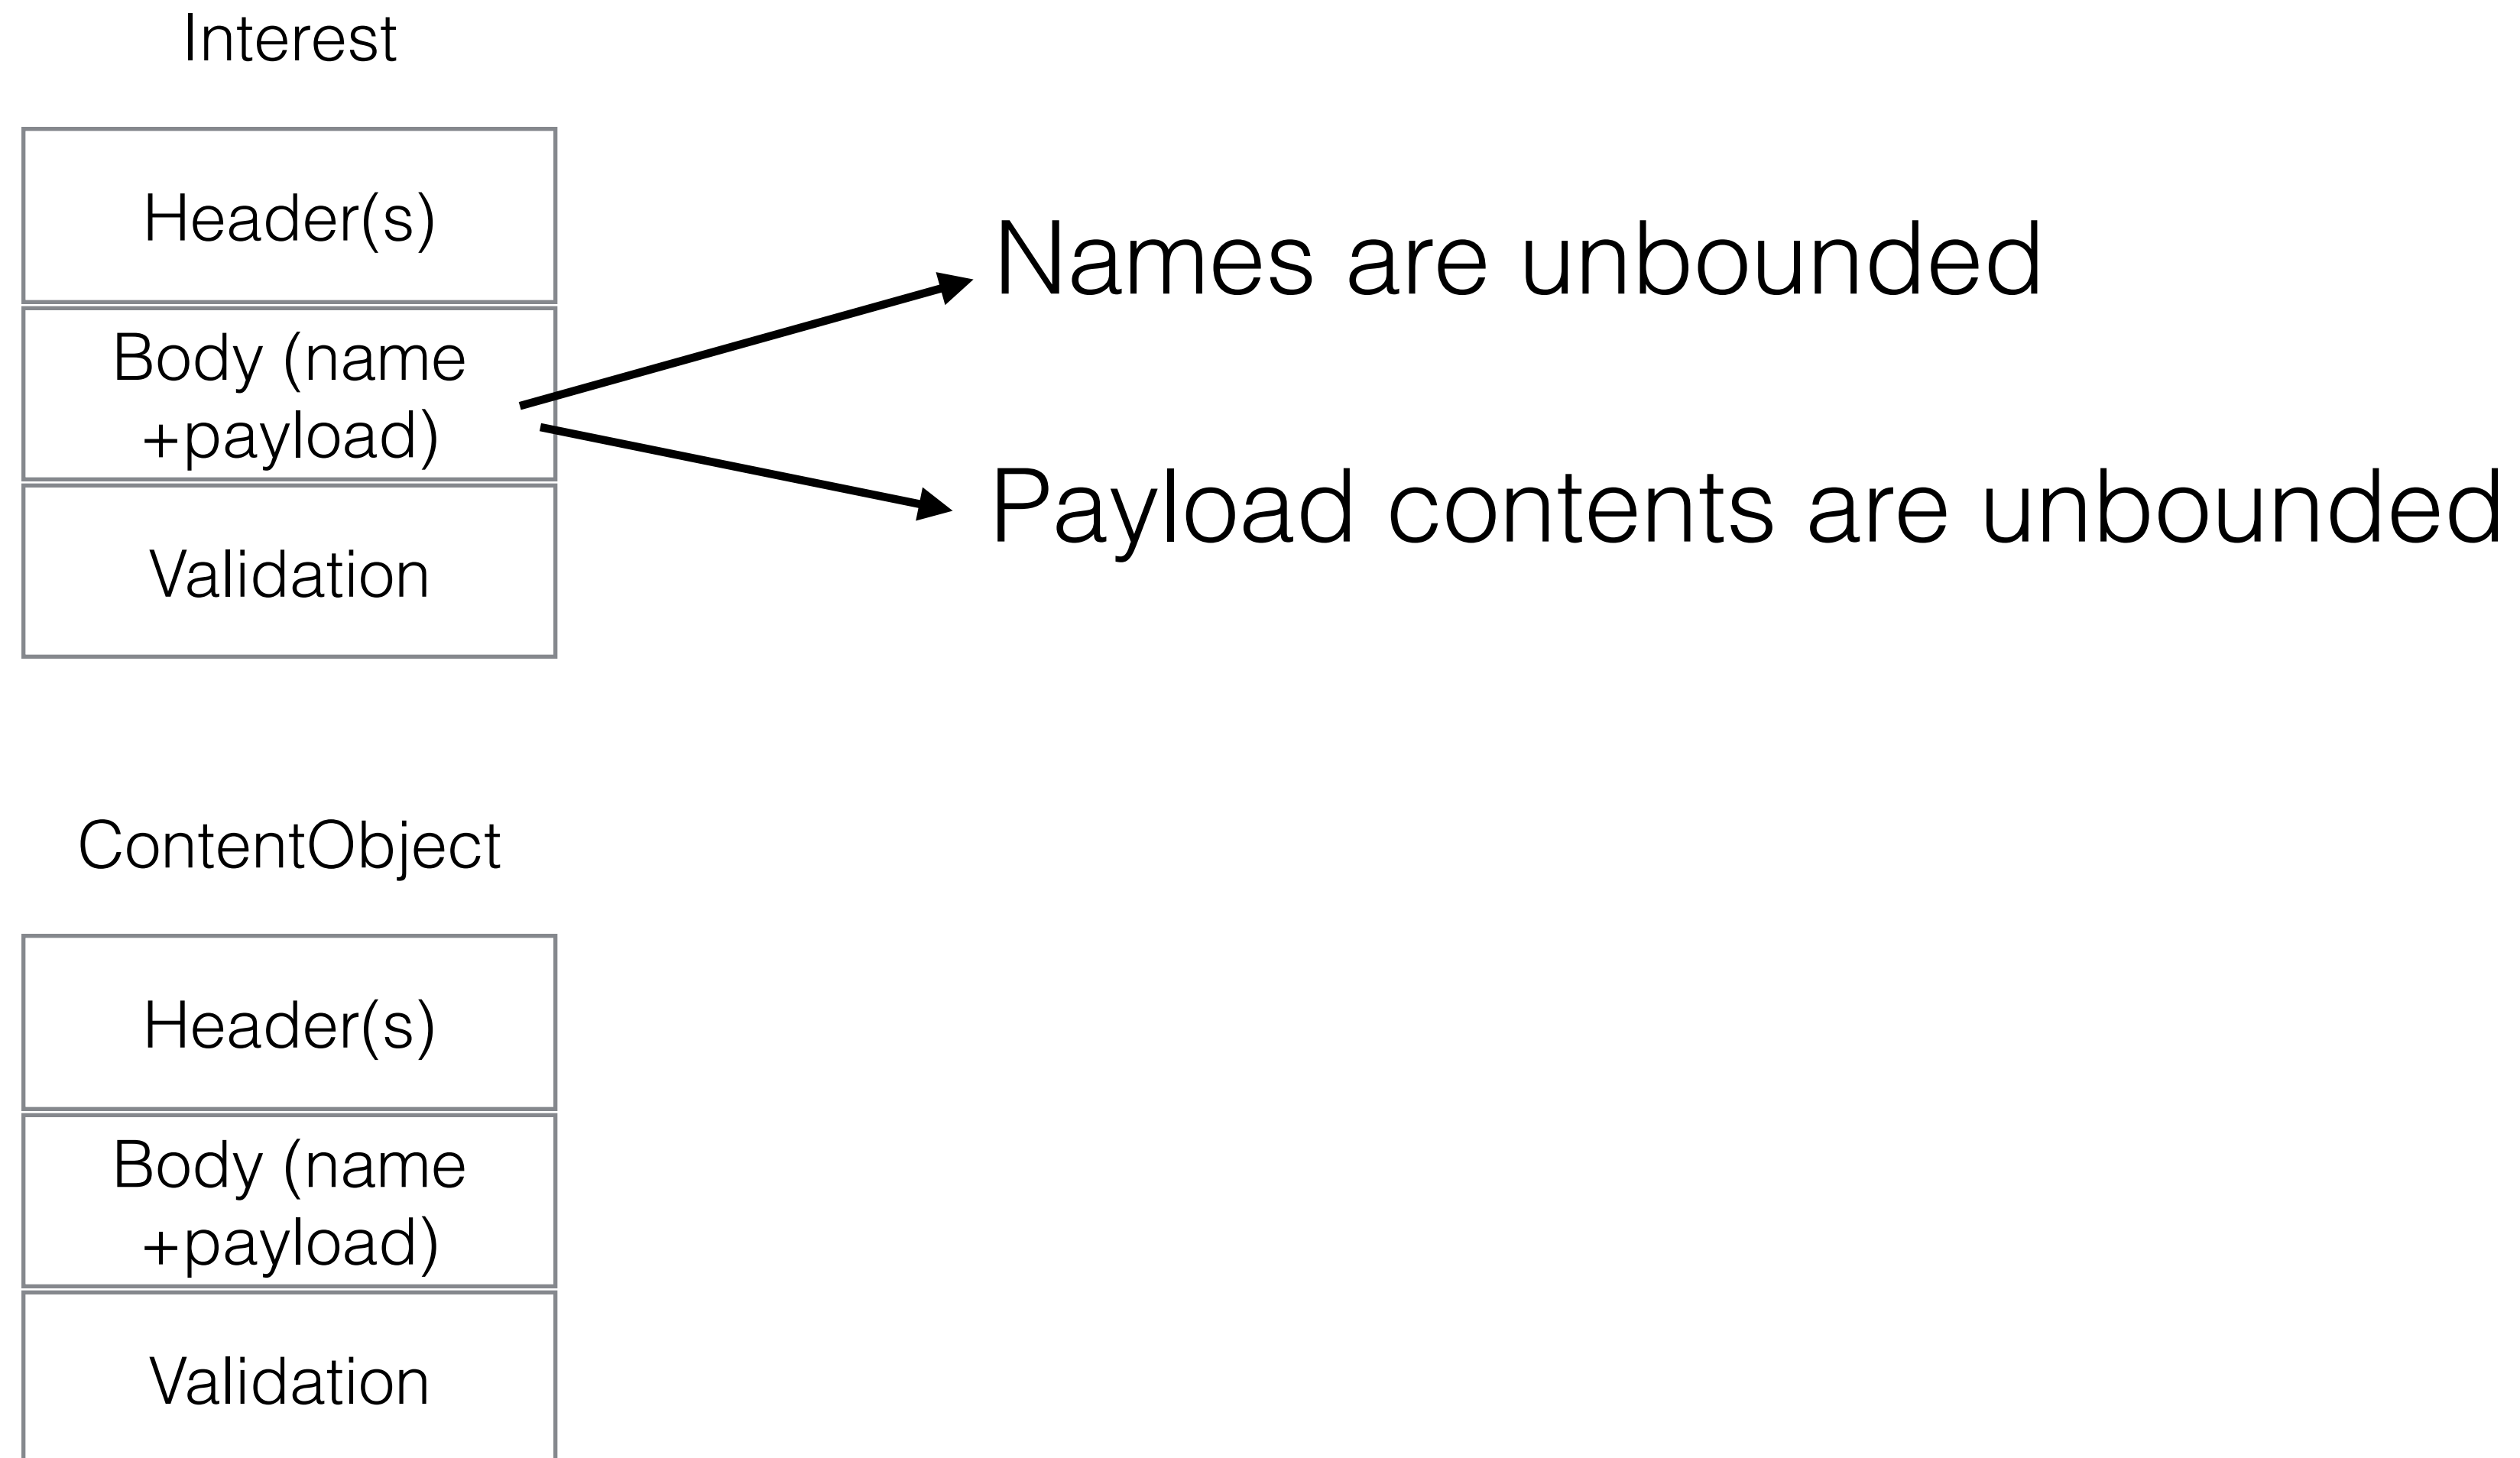 Interest
Header(s)
Body (name
+payload)
Validation
Names are unbounded
Payload contents are unbounded
ContentObject
Header(s)
Body (name
+payload)
Validation